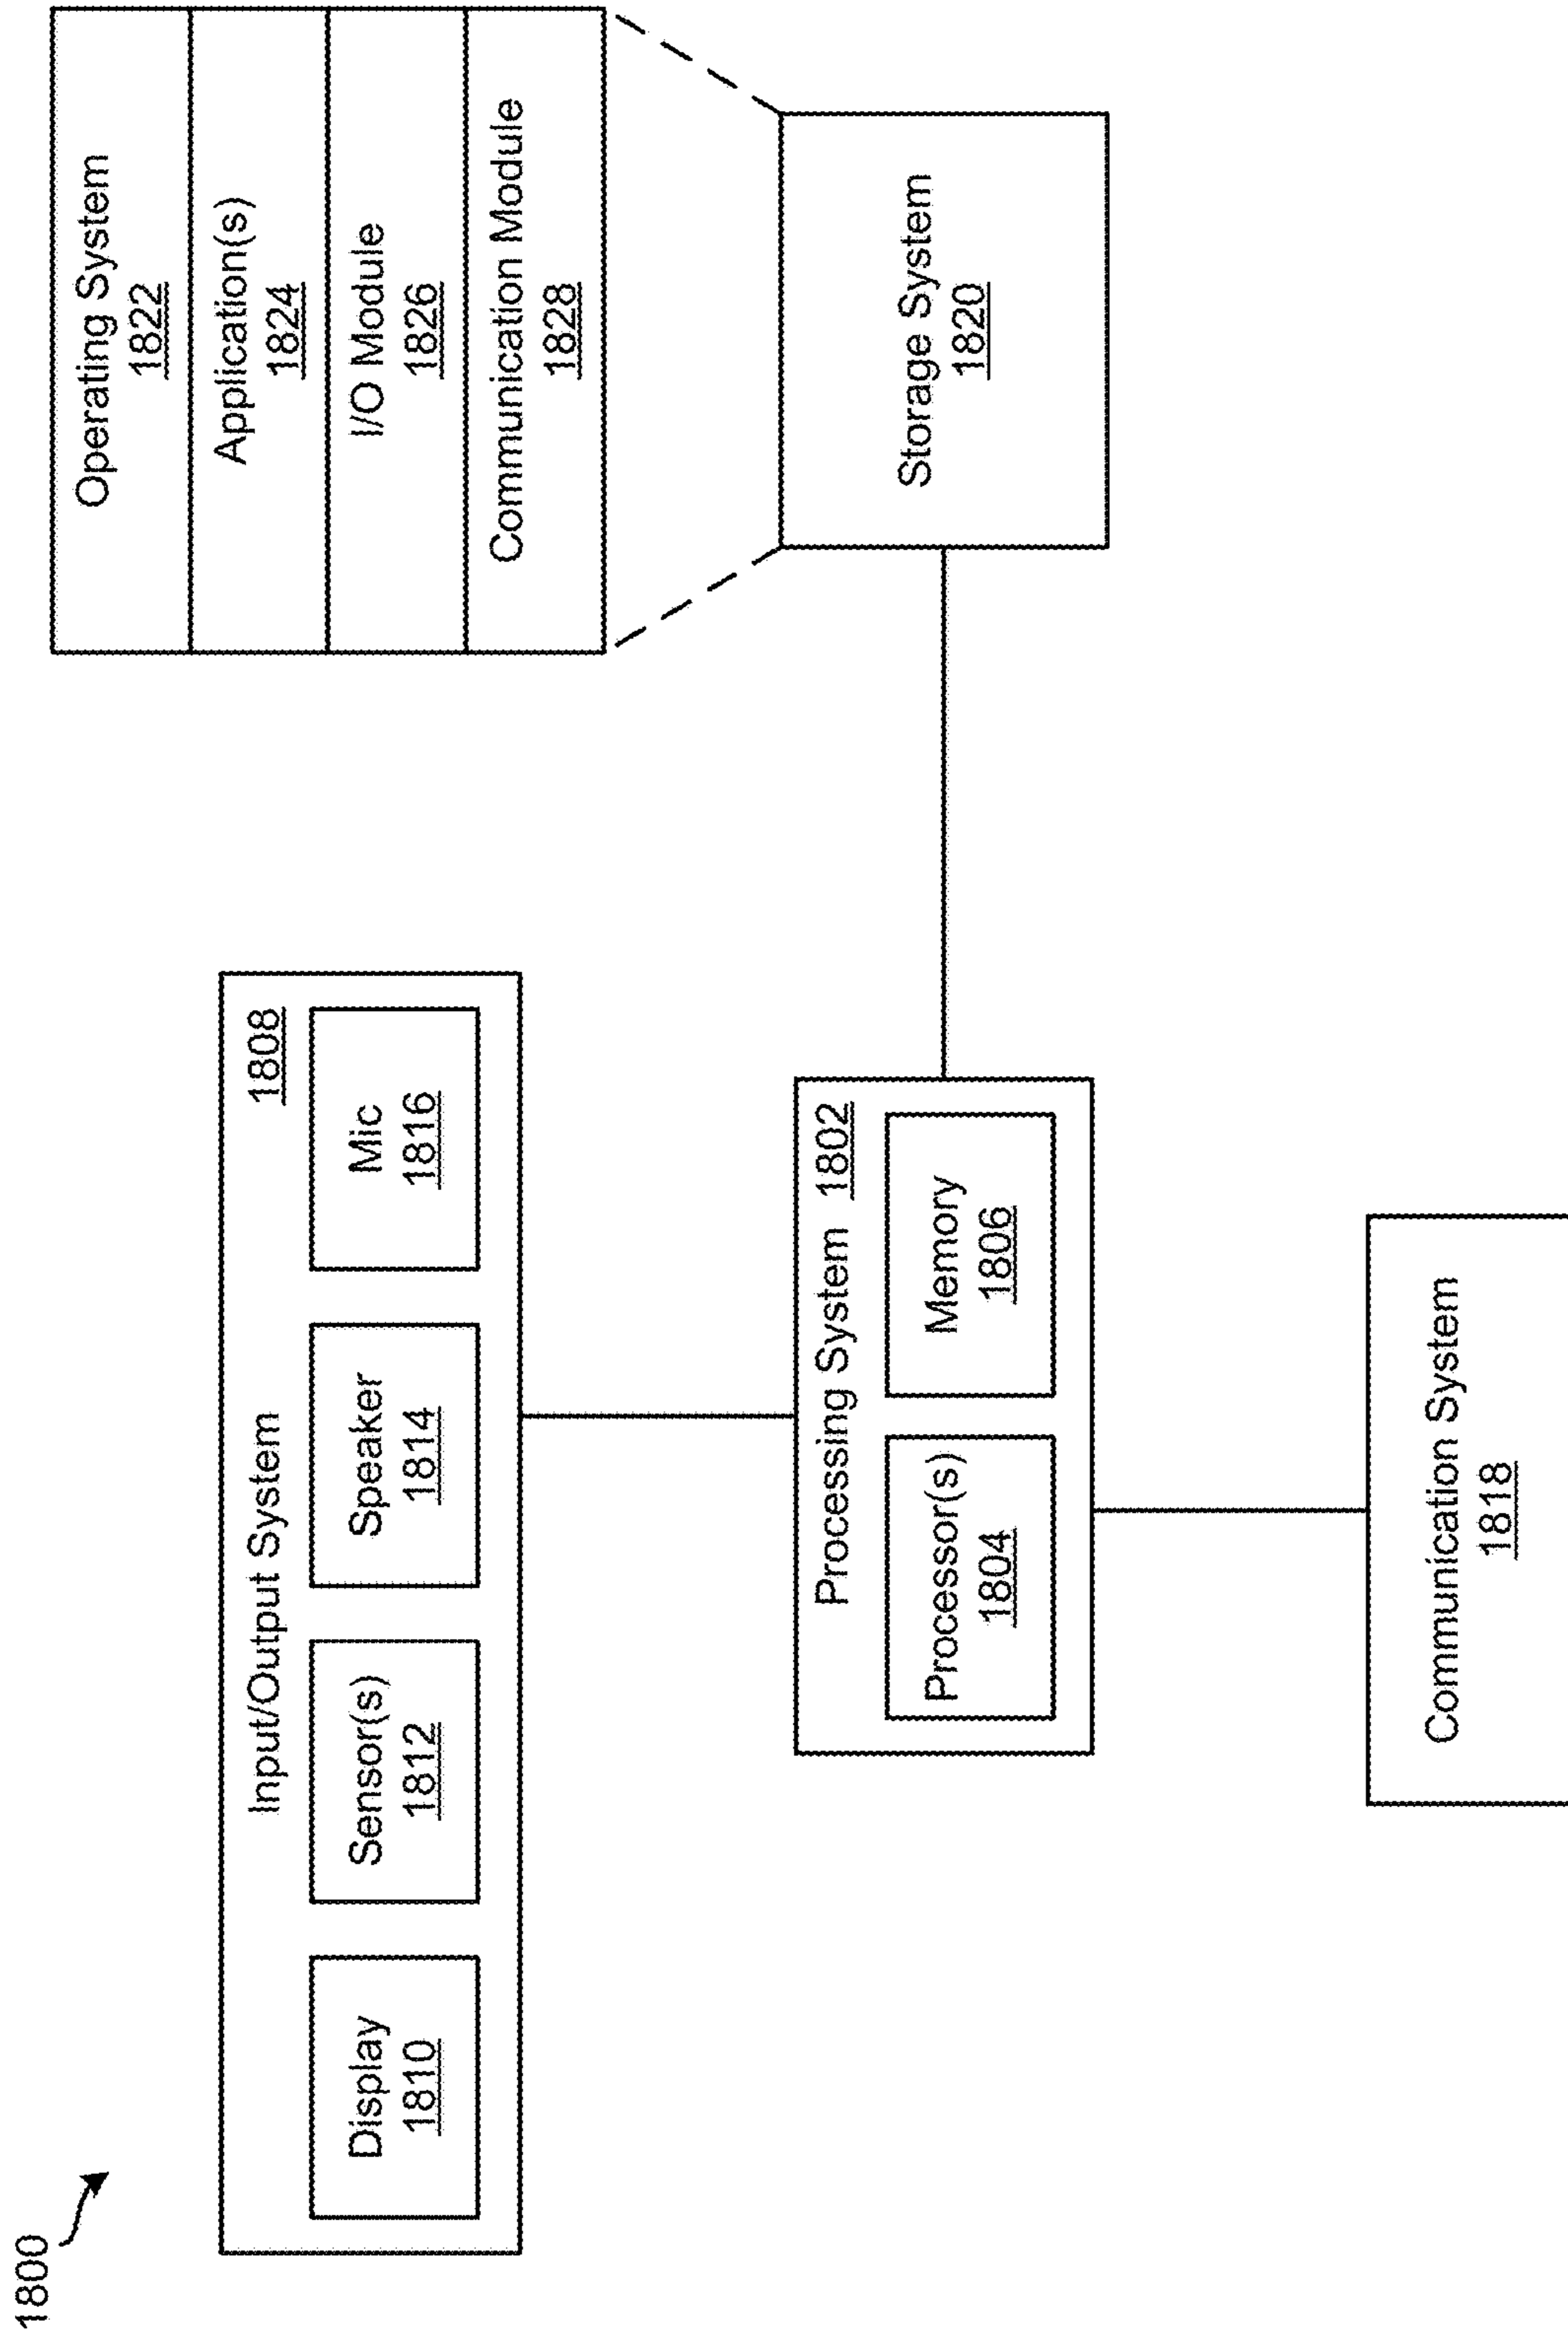 1800
Input/Output System
1808
Display
1810
Sensor(s)
1812
Speaker
1814
Mic
1816
Processing System 1802
Processor(s)
1804
Memory
1806
Communication System
1818
Operating System
1822
Application(s)
1824
I/O Module
1826
Communication Module
1828
Storage System
1820